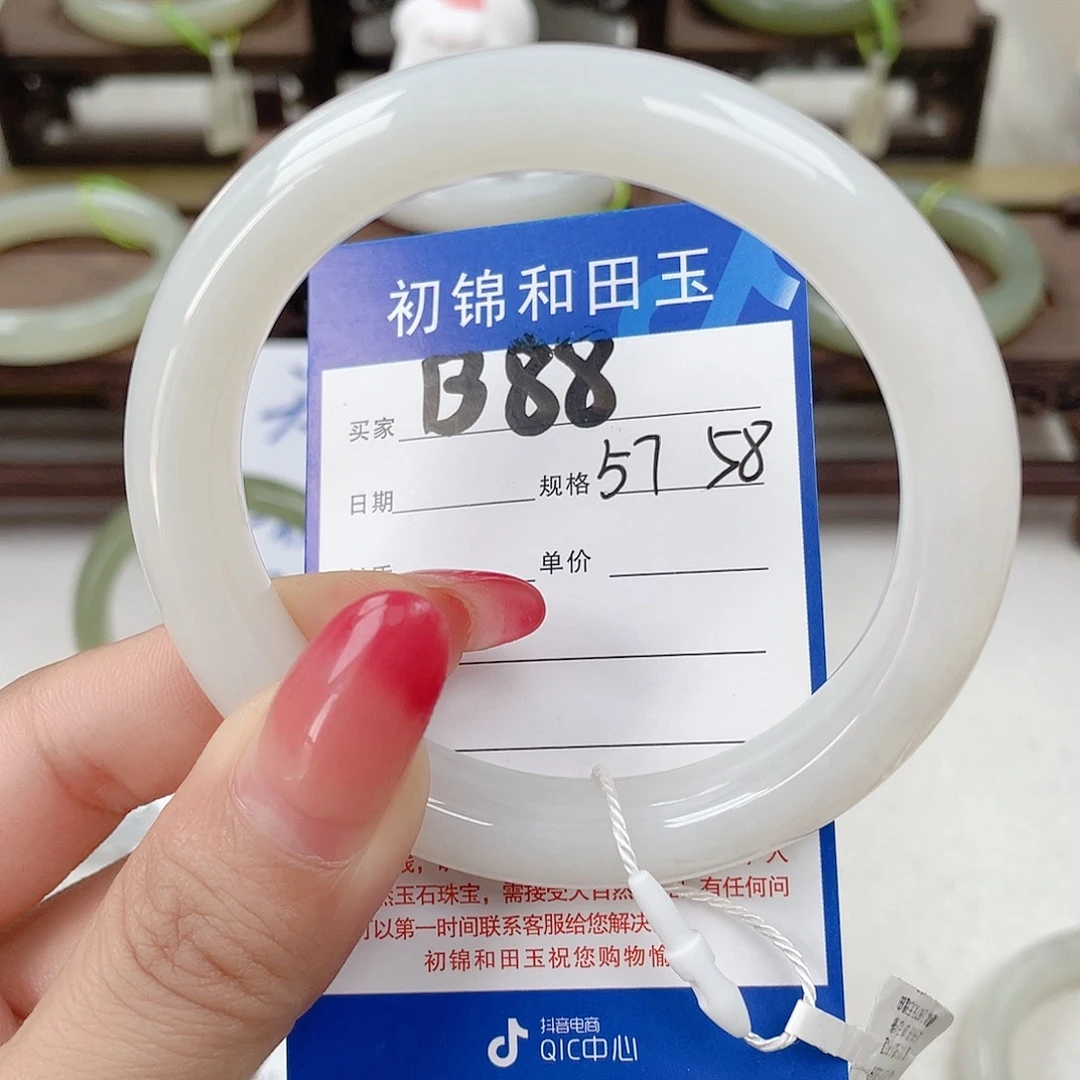 初锦和田玉
买家 B88
日期 规格 57 58
单价
然玉石珠宝，需接受大自然 有任何问
可以第一时间联系客服给您解决
初锦和田玉祝您购物愉
抖音电商
QIC中心